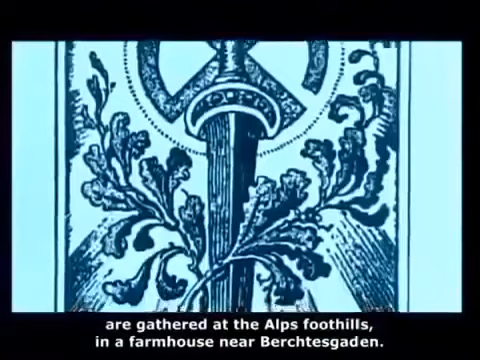 are gathered at the Alps foothills,
in a farmhouse near Berchtesgaden.